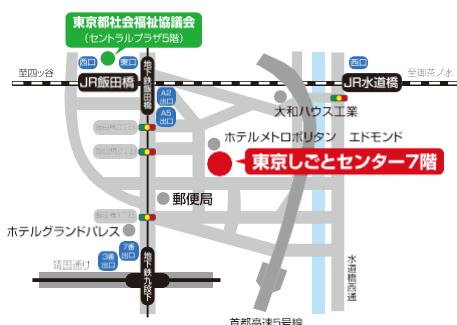 東京都社会福祉協議会
（セントラルプラザ5階）
西口
東口
西口
至四ッ谷
JR飯田橋
地下鉄飯田橋
JR水道橋
至御茶ノ水
A2
出口
A5
出口
大和ハウス工業
ホテルメトロポリタン　エドモンド
東京しごとセンター7階
郵便局
ホテルグランドパレス
7番
出口
3番
出口
靖国通り
地下鉄九段下
水道橋西通
首都高速5号線